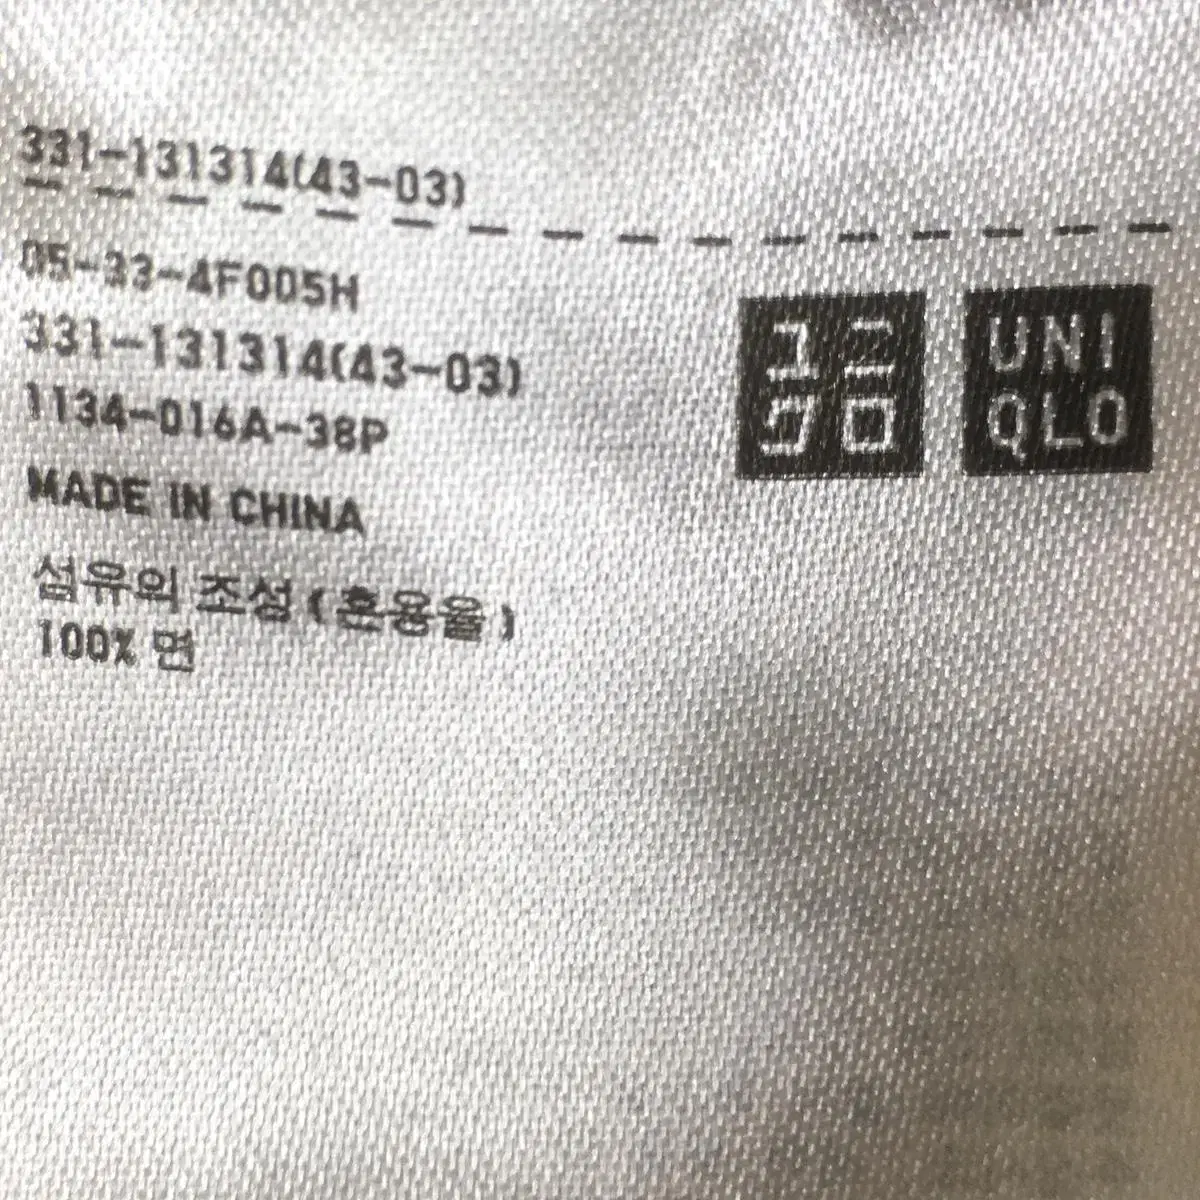 331-131314(43-03)
05-33-4F005H
331-131314(43-03)
1134-016A-38P
MADE IN CHINA
섬유의 조성 ( 혼용율 )
100% 면
ユニ
クロ
UNI
QLO